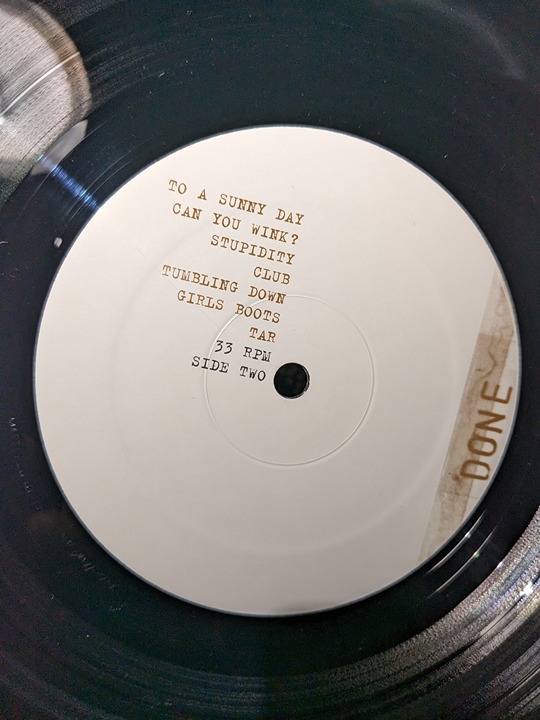 TO A SUNNY DAY
CAN YOU WINK?
STUPIDITY
CLUB
TUMBLING DOWN
GIRLS BOOTS
TAR
33 RPM
SIDE TWO
DONE